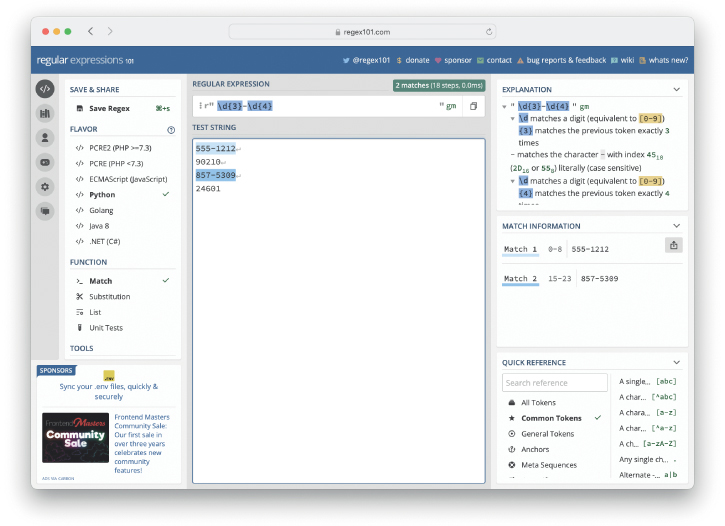 regex101.com
regular expressions 101
@regex101
$ donate
sponsor
contact
bug reports & feedback
wiki
whats new?
SAVE & SHARE
Save Regex ⌘+s
FLAVOR
</> PCRE2 (PHP >=7.3)
</> PCRE (PHP <7.3)
</> ECMAScript (JavaScript)
</> Python
</> Golang
</> Java 8
</> .NET (C#)
FUNCTION
Match
Substitution
List
Unit Tests
TOOLS
SPONSORS
.ENV
Sync your .env files, quickly &
securely
Frontend Masters
Community
Sale
Frontend Masters
Community Sale:
Our first sale in
over three years
celebrates new
community
features!
ADS VIA CARBON
REGULAR EXPRESSION
2 matches (18 steps, 0.0ms)
r" \d{3}-\d{4} " gm
TEST STRING
555-1212↵
90210↵
857-5309↵
24601
EXPLANATION
" \d{3}-\d{4} " gm
\d matches a digit (equivalent to [0-9])
{3} matches the previous token exactly 3
times
- matches the character - with index 45₁₀
(2D₁₆ or 55₈) literally (case sensitive)
\d matches a digit (equivalent to [0-9])
{4} matches the previous token exactly 4
times
MATCH INFORMATION
Match 1 0-8 555-1212
Match 2 15-23 857-5309
QUICK REFERENCE
Search reference
All Tokens
Common Tokens
General Tokens
Anchors
Meta Sequences
A single... [abc]
A char... [^abc]
A chara... [a-z]
A char... [^a-z]
A ch... [a-zA-Z]
Any single ch... .
Alternate -... a|b